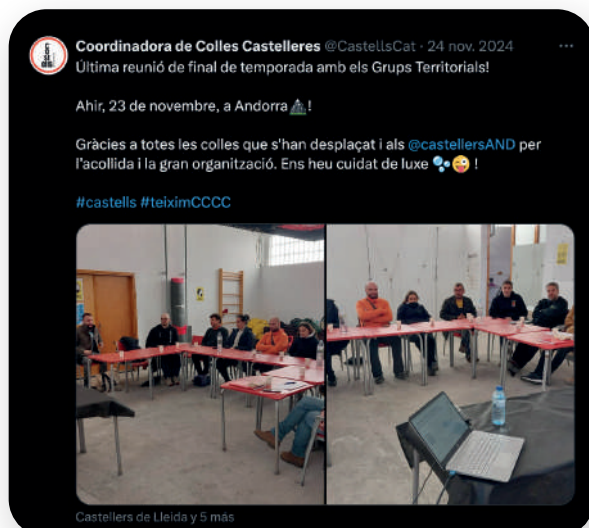 Coordinadora de Colles Castelleres @CastellsCat · 24 nov. 2024
Última reunió de final de temporada amb els Grups Territorials!
Ahir, 23 de novembre, a Andorra !
Gràcies a totes les colles que s'han desplaçat i als @castellersAND per
l'acollida i la gran organització. Ens heu cuidat de luxe !
#castells #teiximCCCC
Castellers de Lleida y 5 más